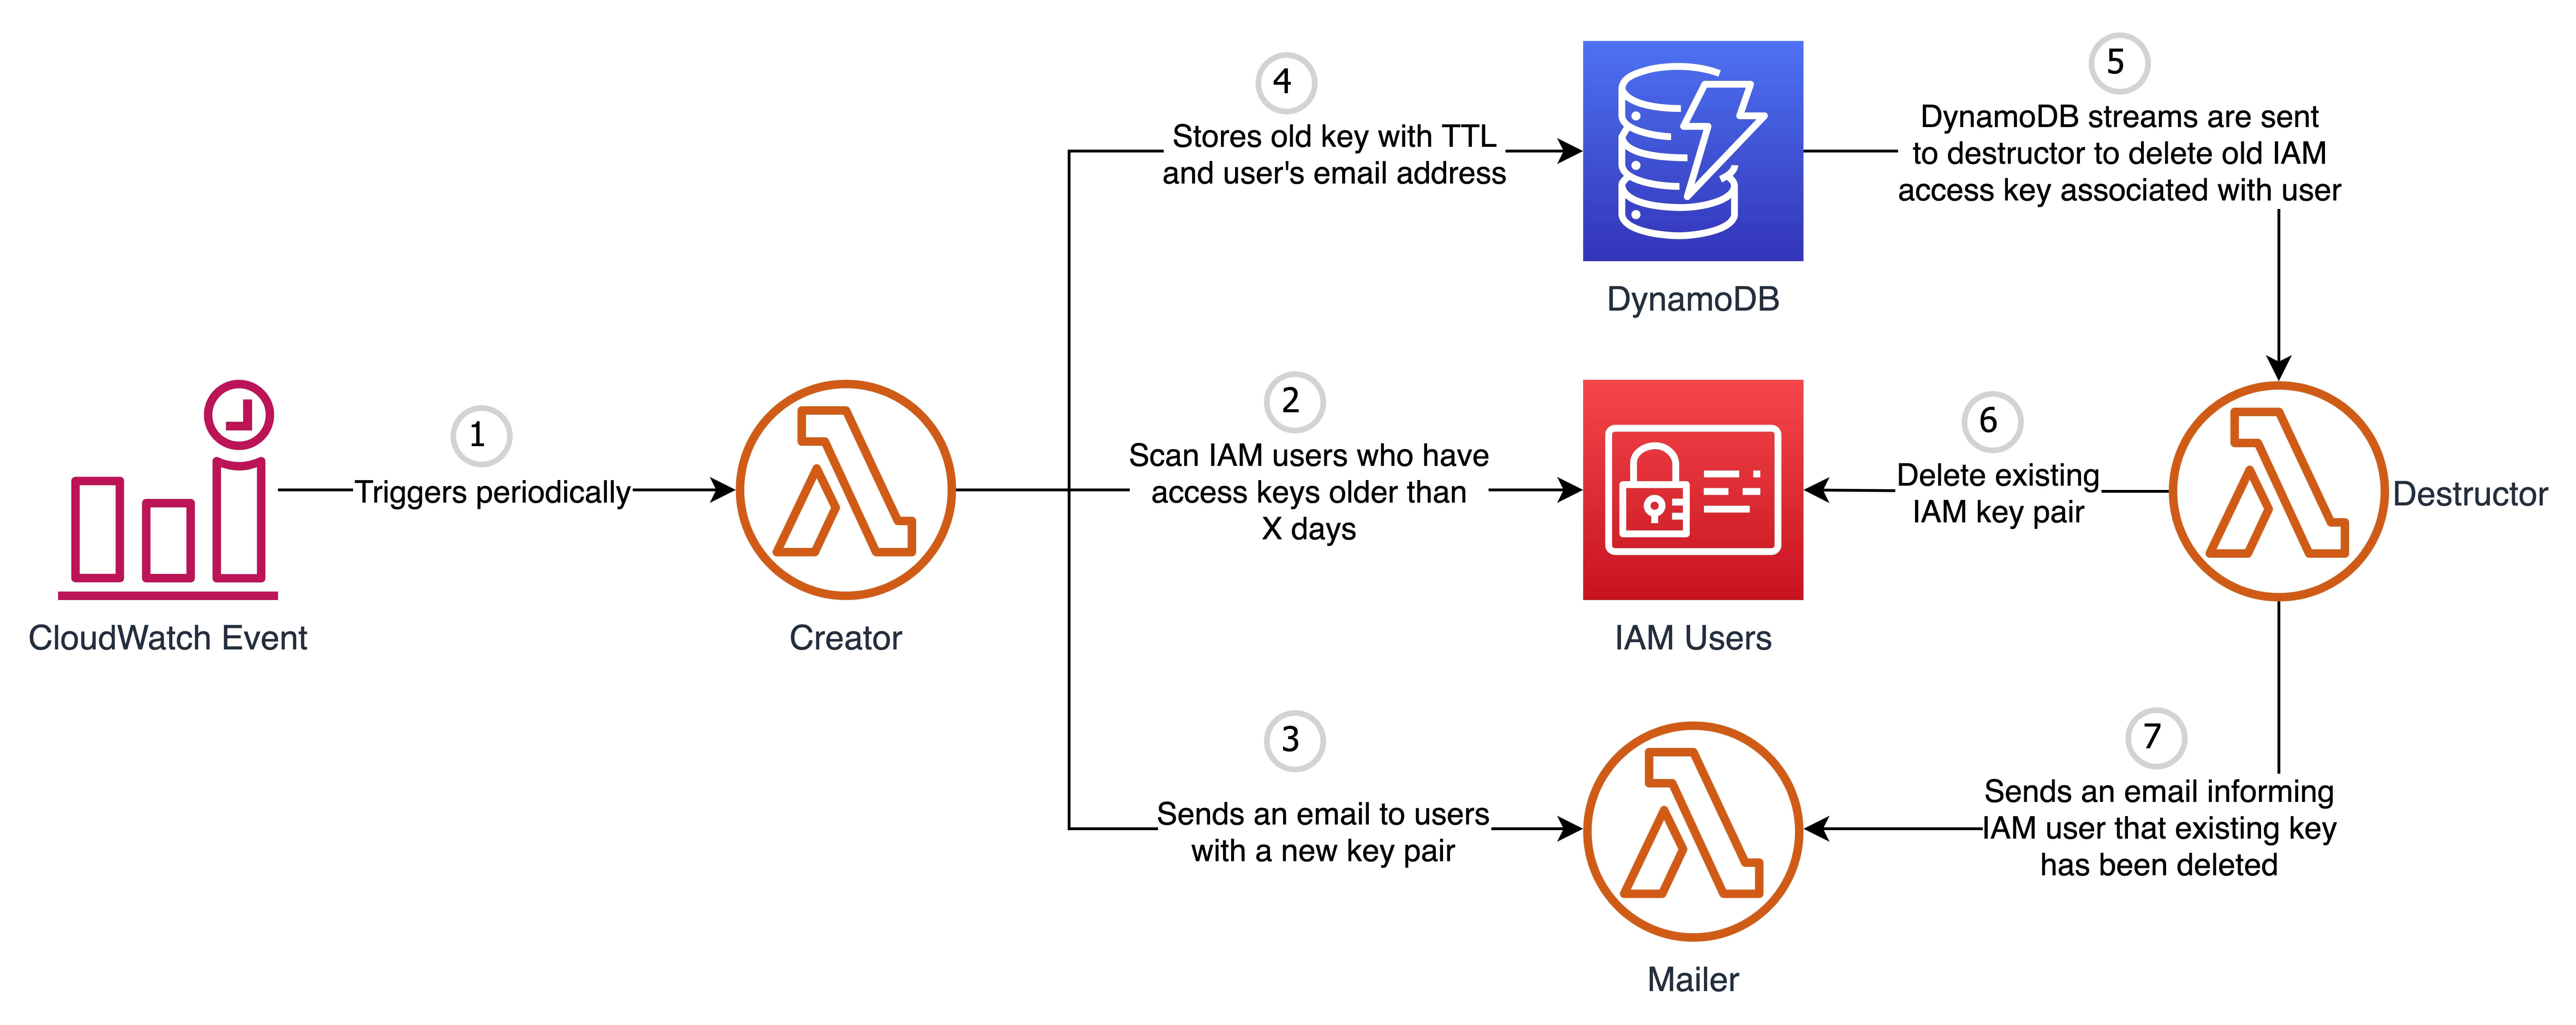 4
Stores old key with TTL
and user's email address
DynamoDB
5
DynamoDB streams are sent
to destructor to delete old IAM
access key associated with user
1
Triggers periodically
CloudWatch Event
Creator
2
Scan IAM users who have
access keys older than
X days
IAM Users
6
Delete existing
IAM key pair
Destructor
3
Sends an email to users
with a new key pair
Mailer
7
Sends an email informing
IAM user that existing key
has been deleted